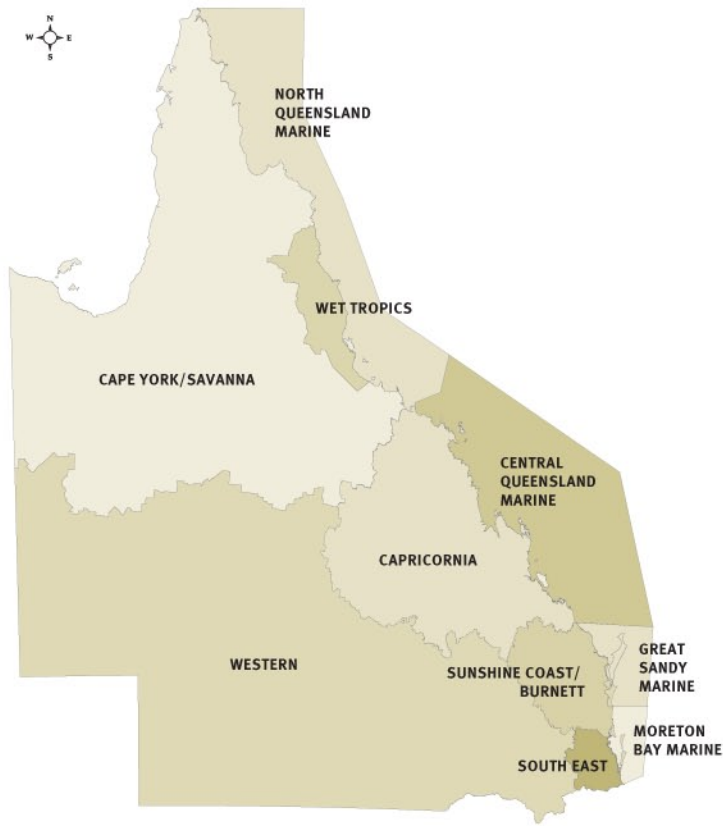 N
W E
S
NORTH
QUEENSLAND
MARINE
WET TROPICS
CAPE YORK/SAVANNA
CENTRAL
QUEENSLAND
MARINE
CAPRICORNIA
WESTERN
SUNSHINE COAST/
BURNETT
GREAT
SANDY
MARINE
MORETON
BAY MARINE
SOUTH EAST